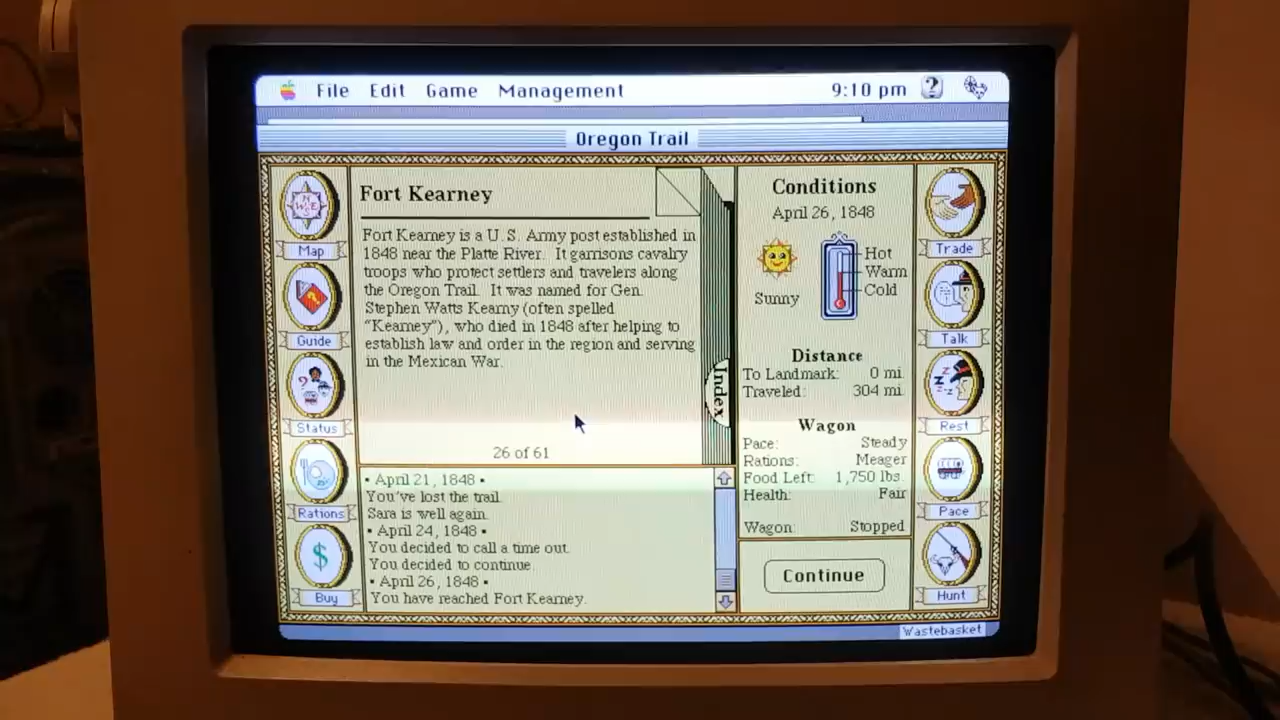 File Edit Game Management 9:10 pm ?
Oregon Trail
Map
Guide
Status
Rations
$
Buy
Fort Kearney
Fort Kearney is a U.S. Army post established in
1848 near the Platte River. It garrisons cavalry
troops who protect settlers and travelers along
the Oregon Trail. It was named for Gen.
Stephen Watts Kearny (often spelled
"Kearney"), who died in 1848 after helping to
establish law and order in the region and serving
in the Mexican War.
26 of 61
Index
• April 21, 1848 •
You've lost the trail.
Sara is well again.
• April 24, 1848 •
You decided to call a time out.
You decided to continue.
• April 26, 1848 •
You have reached Fort Kearney.
Conditions
April 26, 1848
Sunny
Hot
Warm
Cold
Distance
To Landmark: 0 mi.
Traveled: 304 mi.
Wagon
Pace: Steady
Rations: Meager
Food Left: 1,750 lbs.
Health: Fair
Wagon: Stopped
Continue
Trade
Talk
Z Z Z
Rest
Pace
Hunt
Wastebasket